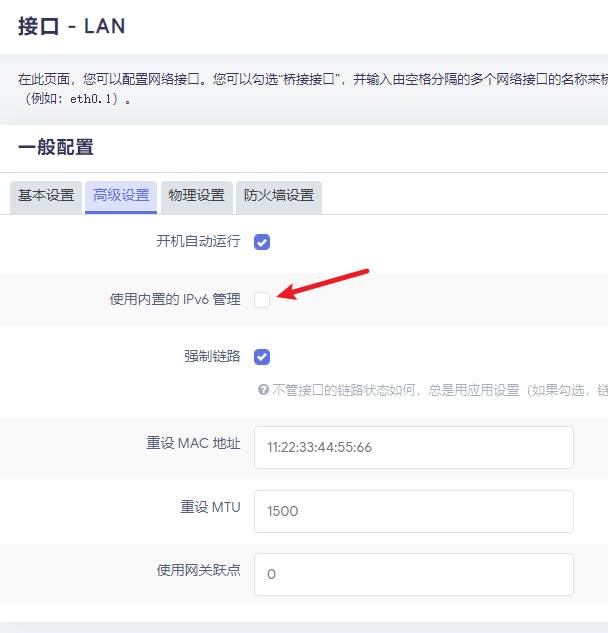 接口 - LAN
在此页面，您可以配置网络接口。您可以勾选“桥接接口”，并输入由空格分隔的多个网络接口的名称来桥
（例如: eth0.1）。
一般配置
基本设置 高级设置 物理设置 防火墙设置
开机自动运行
使用内置的 IPv6 管理
强制链路
不管接口的链路状态如何，总是用应用设置（如果勾选，链
重设 MAC 地址 11:22:33:44:55:66
重设 MTU 1500
使用网关跃点 0